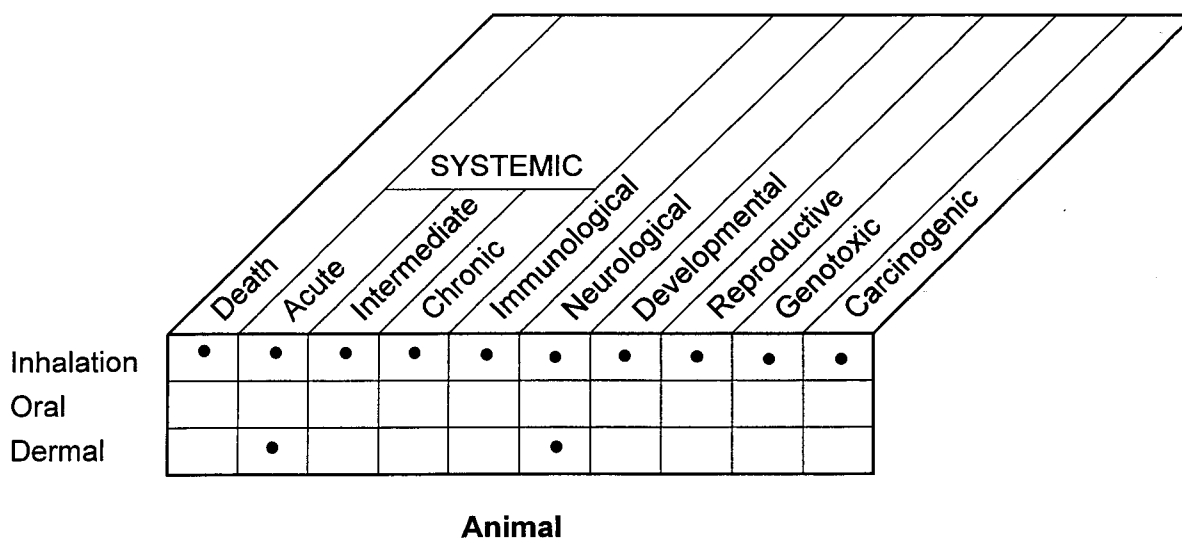 SYSTEMIC
Death
Acute
Intermediate
Chronic
Immunological
Neurological
Developmental
Reproductive
Genotoxic
Carcinogenic
Inhalation
Oral
Dermal
Animal